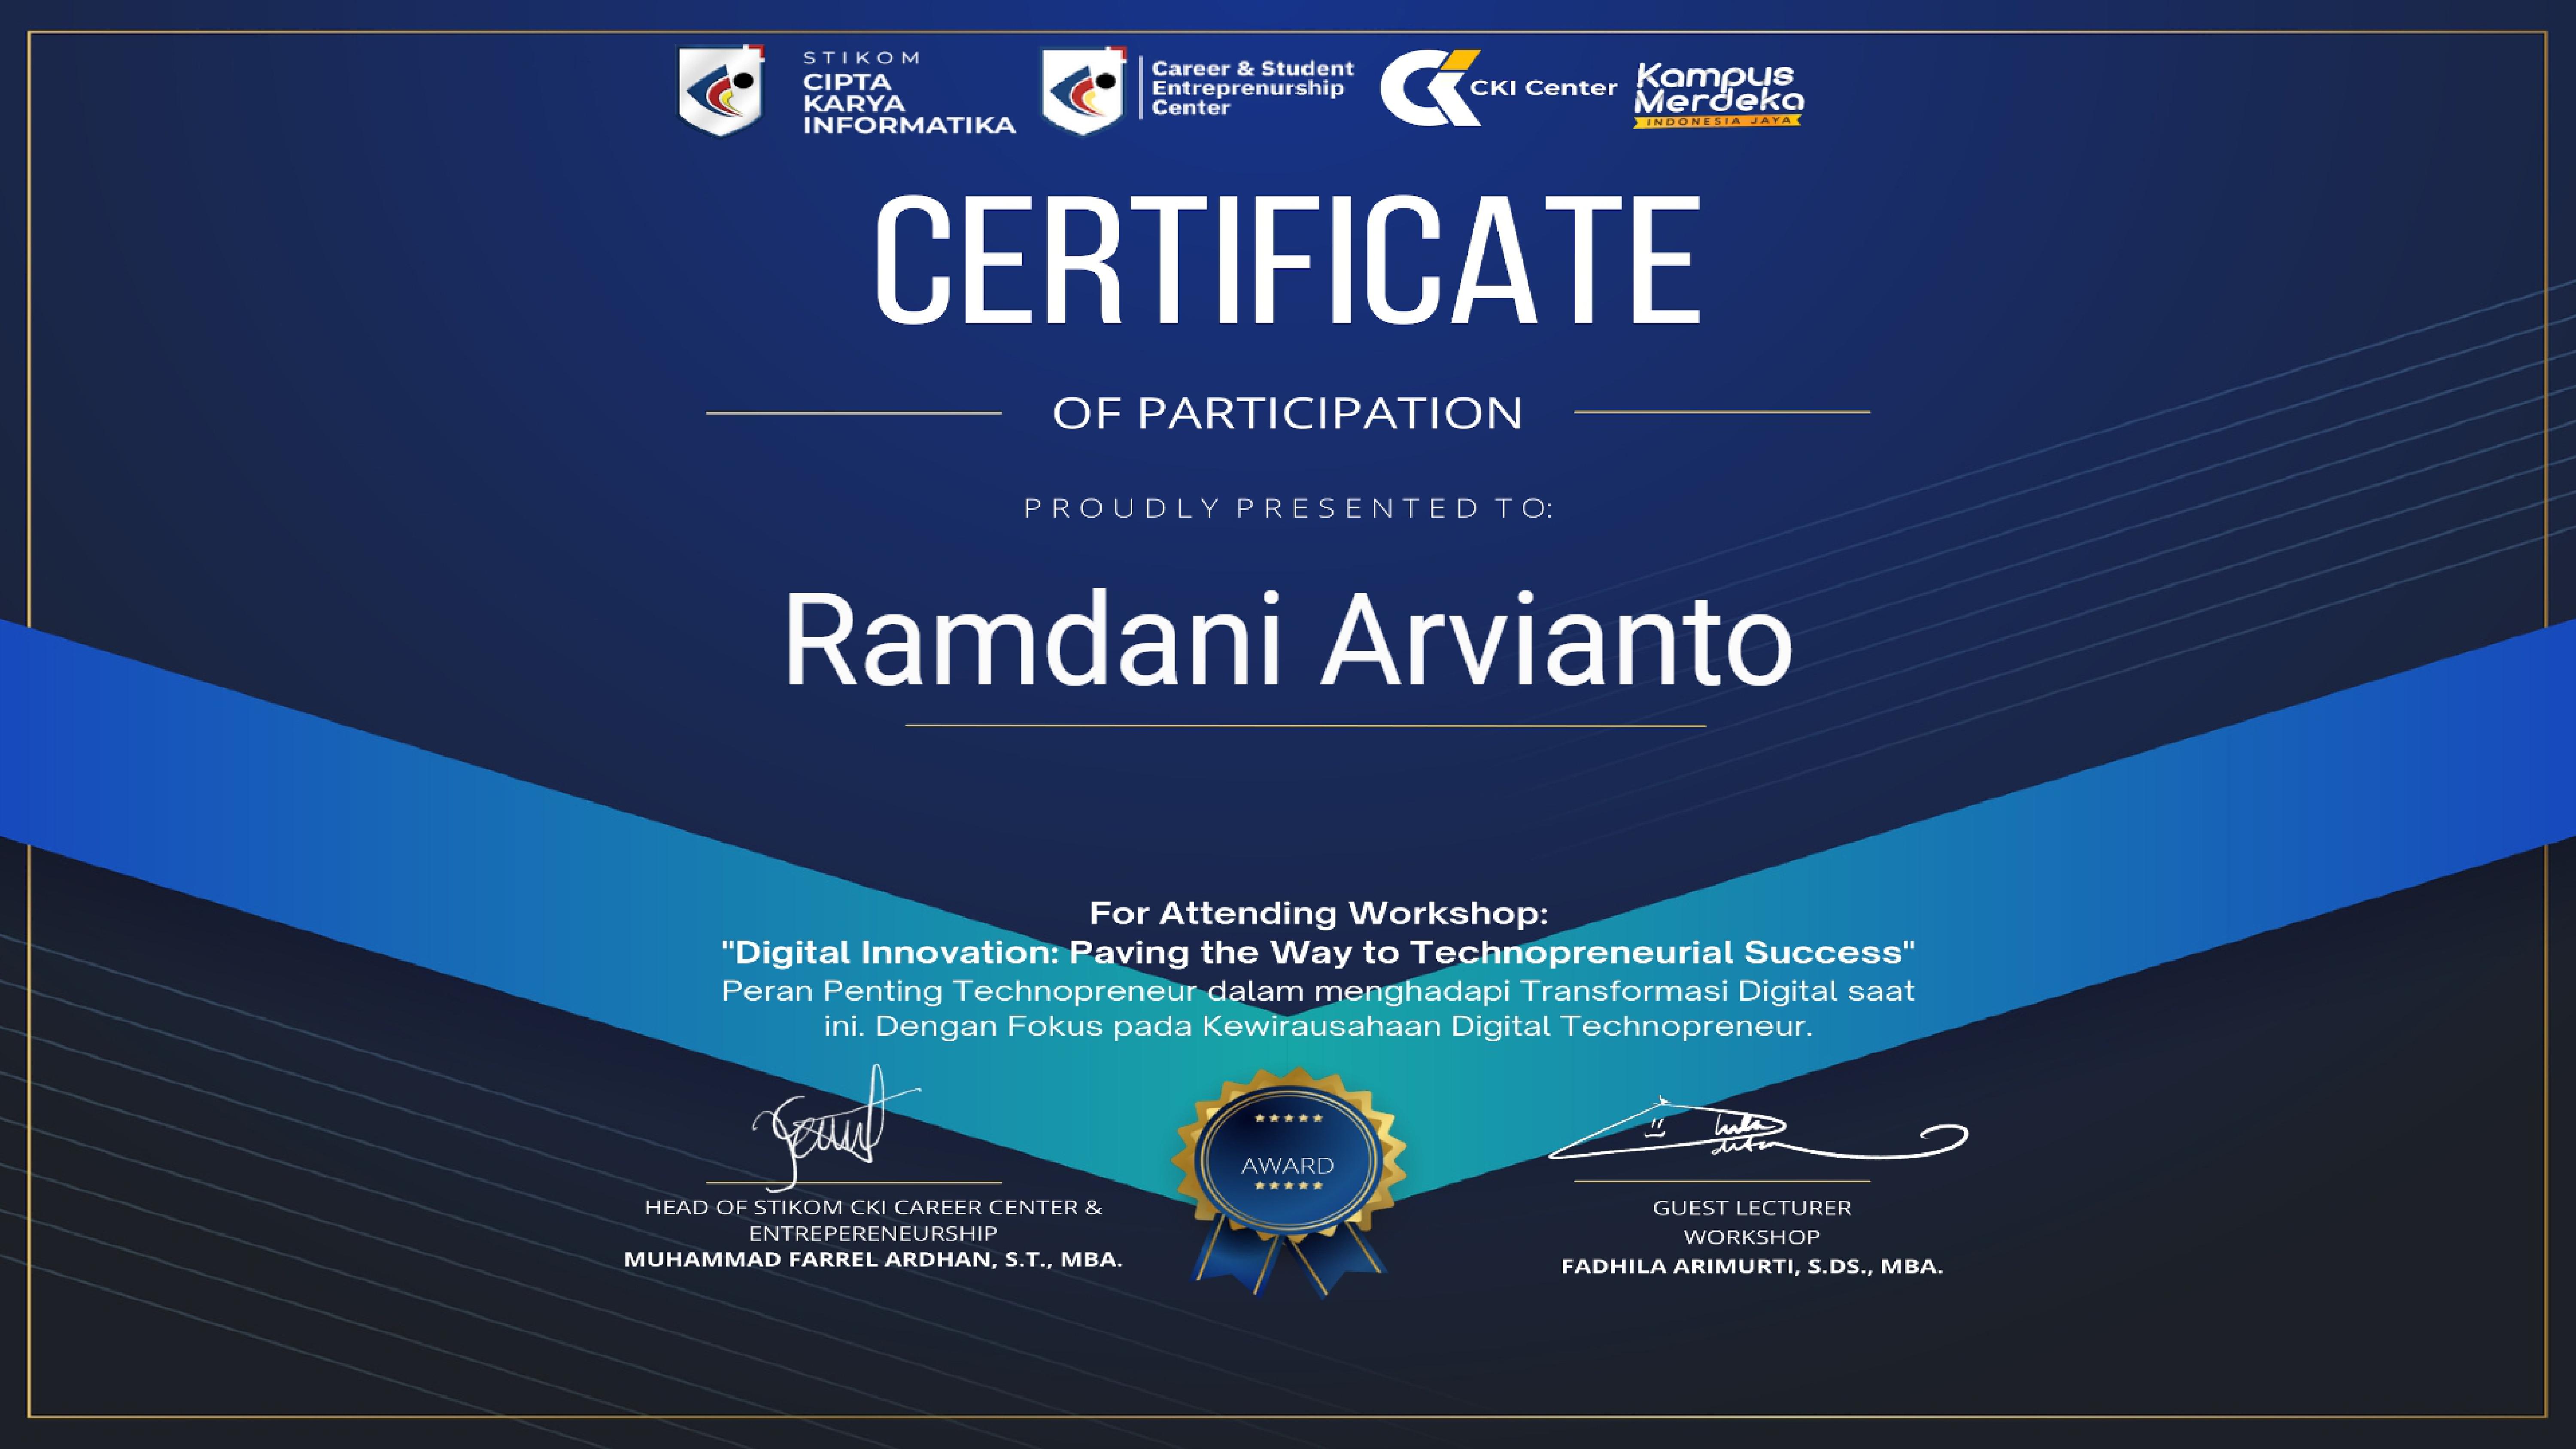 STIKOM
CIPTA
KARYA
INFORMATIKA
Career & Student
Entreprenurship
Center
CKI Center
Kampus
Merdeka
INDONESIA JAYA
CERTIFICATE
OF PARTICIPATION
PROUDLY PRESENTED TO:
Ramdani Arvianto
For Attending Workshop:
"Digital Innovation: Paving the Way to Technopreneurial Success"
Peran Penting Technopreneur dalam menghadapi Transformasi Digital saat
ini. Dengan Fokus pada Kewirausahaan Digital Technopreneur.
AWARD
HEAD OF STIKOM CKI CAREER CENTER &
ENTREPERENEURSHIP
MUHAMMAD FARREL ARDHAN, S.T., MBA.
GUEST LECTURER
WORKSHOP
FADHILA ARIMURTI, S.DS., MBA.